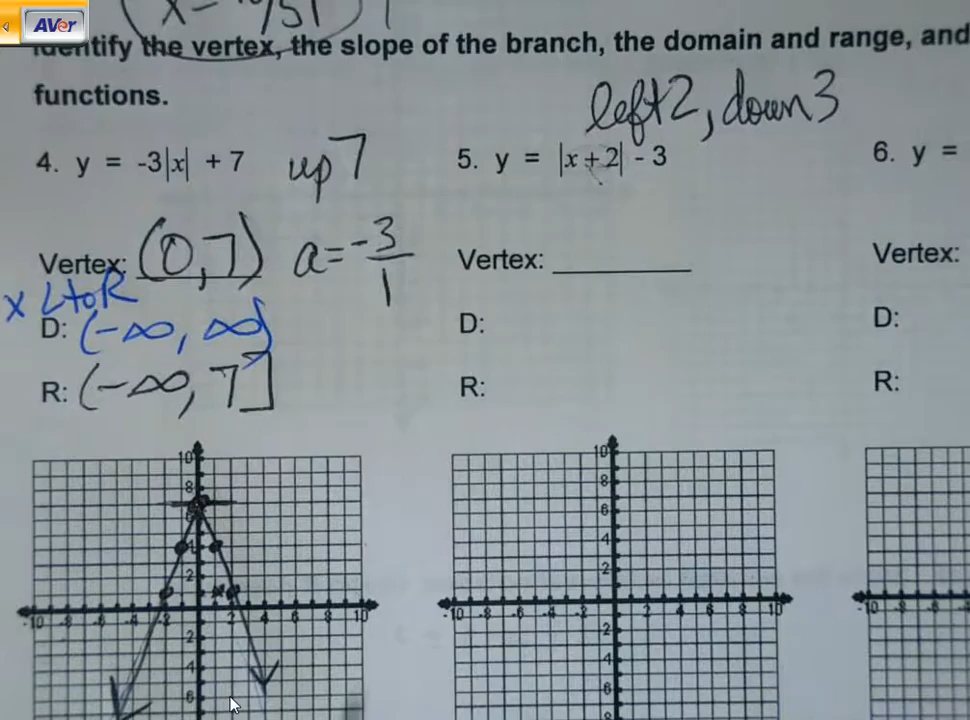 AVer
Identify the vertex, the slope of the branch, the domain and range, and
functions.
left 2, down 3
4. y = -3|x| + 7 up 7
5. y = |x + 2| - 3
6. y =
Vertex: (0, 7) a = -3/1
Vertex: ________
Vertex:
x L to R
D: (-∞, ∞)
D:
D:
R: (-∞, 7]
R:
R:
10
8
6
4
2
-10 -8 -6 -4 -2 2 4 6 8 10
-2
-4
-6
10
8
6
4
2
-10 -8 -6 -4 -2 2 4 6 8 10
-2
-4
-6
-10 -8 -6